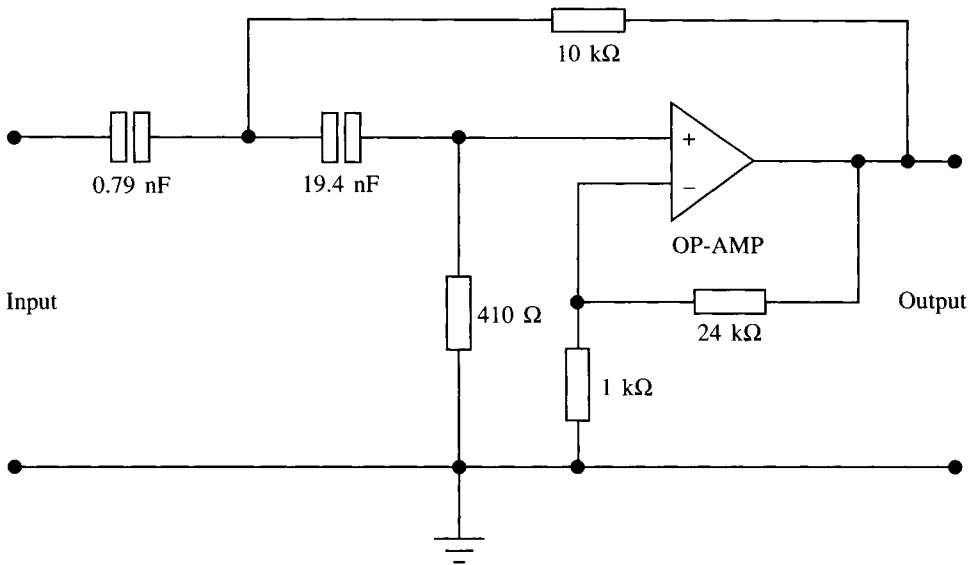 10 kΩ
0.79 nF
19.4 nF
+
−
OP-AMP
Input
410 Ω
24 kΩ
Output
1 kΩ